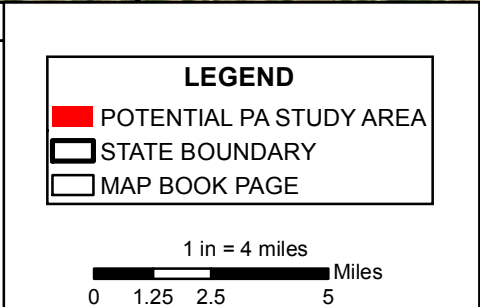 LEGEND
POTENTIAL PA STUDY AREA
STATE BOUNDARY
MAP BOOK PAGE
1 in = 4 miles
Miles
0 1.25 2.5 5